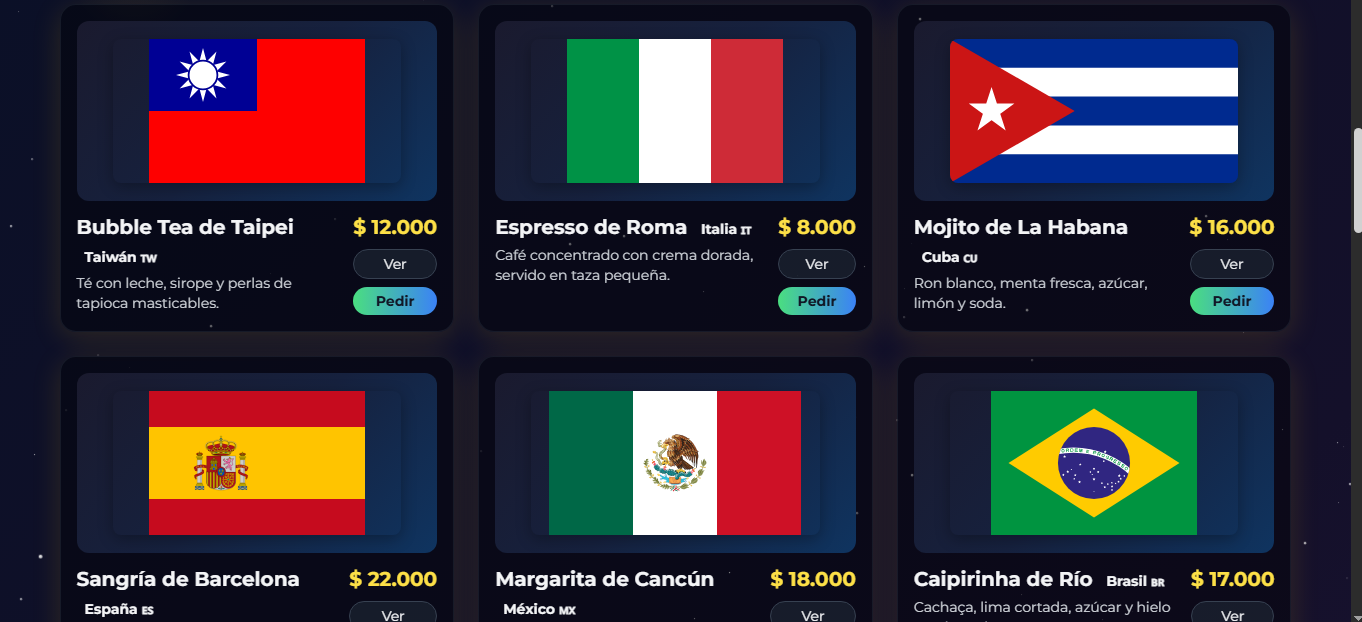 Bubble Tea de Taipei $ 12.000
Taiwán TW
Ver
Té con leche, sirope y perlas de
tapioca masticables.
Pedir
Espresso de Roma Italia IT $ 8.000
Café concentrado con crema dorada,
servido en taza pequeña.
Ver
Pedir
Mojito de La Habana $ 16.000
Cuba CU
Ver
Ron blanco, menta fresca, azúcar,
limón y soda.
Pedir
Sangría de Barcelona $ 22.000
España ES
Ver
Margarita de Cancún $ 18.000
México MX
Ver
ORDEM E PROGRESSO
Caipirinha de Río Brasil BR $ 17.000
Cachaça, lima cortada, azúcar y hielo
Ver